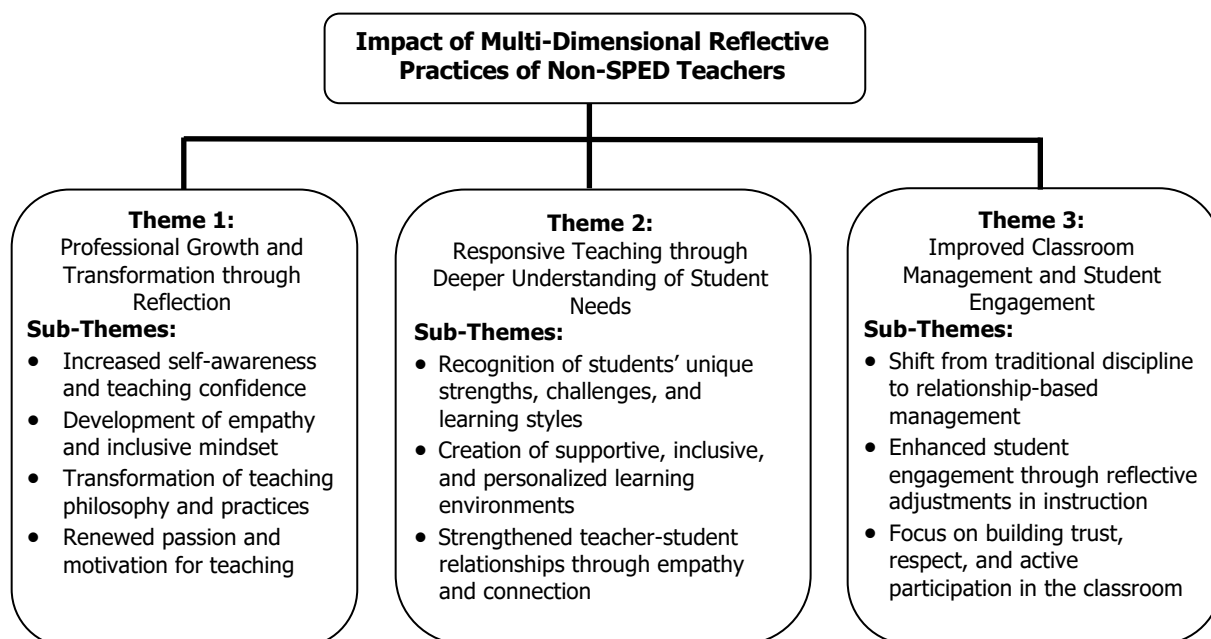 Impact of Multi-Dimensional Reflective
Practices of Non-SPED Teachers
Theme 1:
Professional Growth and
Transformation through
Reflection
Sub-Themes:
• Increased self-awareness
and teaching confidence
• Development of empathy
and inclusive mindset
• Transformation of teaching
philosophy and practices
• Renewed passion and
motivation for teaching
Theme 2:
Responsive Teaching through
Deeper Understanding of Student
Needs
Sub-Themes:
• Recognition of students’ unique
strengths, challenges, and
learning styles
• Creation of supportive, inclusive,
and personalized learning
environments
• Strengthened teacher-student
relationships through empathy
and connection
Theme 3:
Improved Classroom
Management and Student
Engagement
Sub-Themes:
• Shift from traditional discipline
to relationship-based
management
• Enhanced student
engagement through reflective
adjustments in instruction
• Focus on building trust,
respect, and active
participation in the classroom